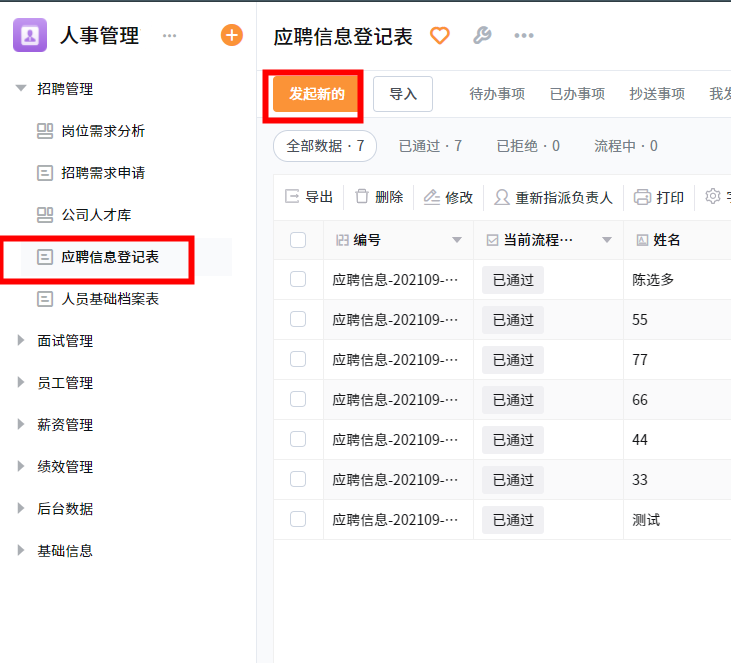 人事管理
招聘管理
岗位需求分析
招聘需求申请
公司人才库
应聘信息登记表
人员基础档案表
面试管理
员工管理
薪资管理
绩效管理
后台数据
基础信息
应聘信息登记表
发起新的 导入 待办事项 已办事项 抄送事项 我发
全部数据 · 7 已通过 · 7 已拒绝 · 0 流程中 · 0
导出 删除 修改 重新指派负责人 打印
编号 当前流程··· 姓名
应聘信息-202109-··· 已通过 陈选多
应聘信息-202109-··· 已通过 55
应聘信息-202109-··· 已通过 77
应聘信息-202109-··· 已通过 66
应聘信息-202109-··· 已通过 44
应聘信息-202109-··· 已通过 33
应聘信息-202109-··· 已通过 测试